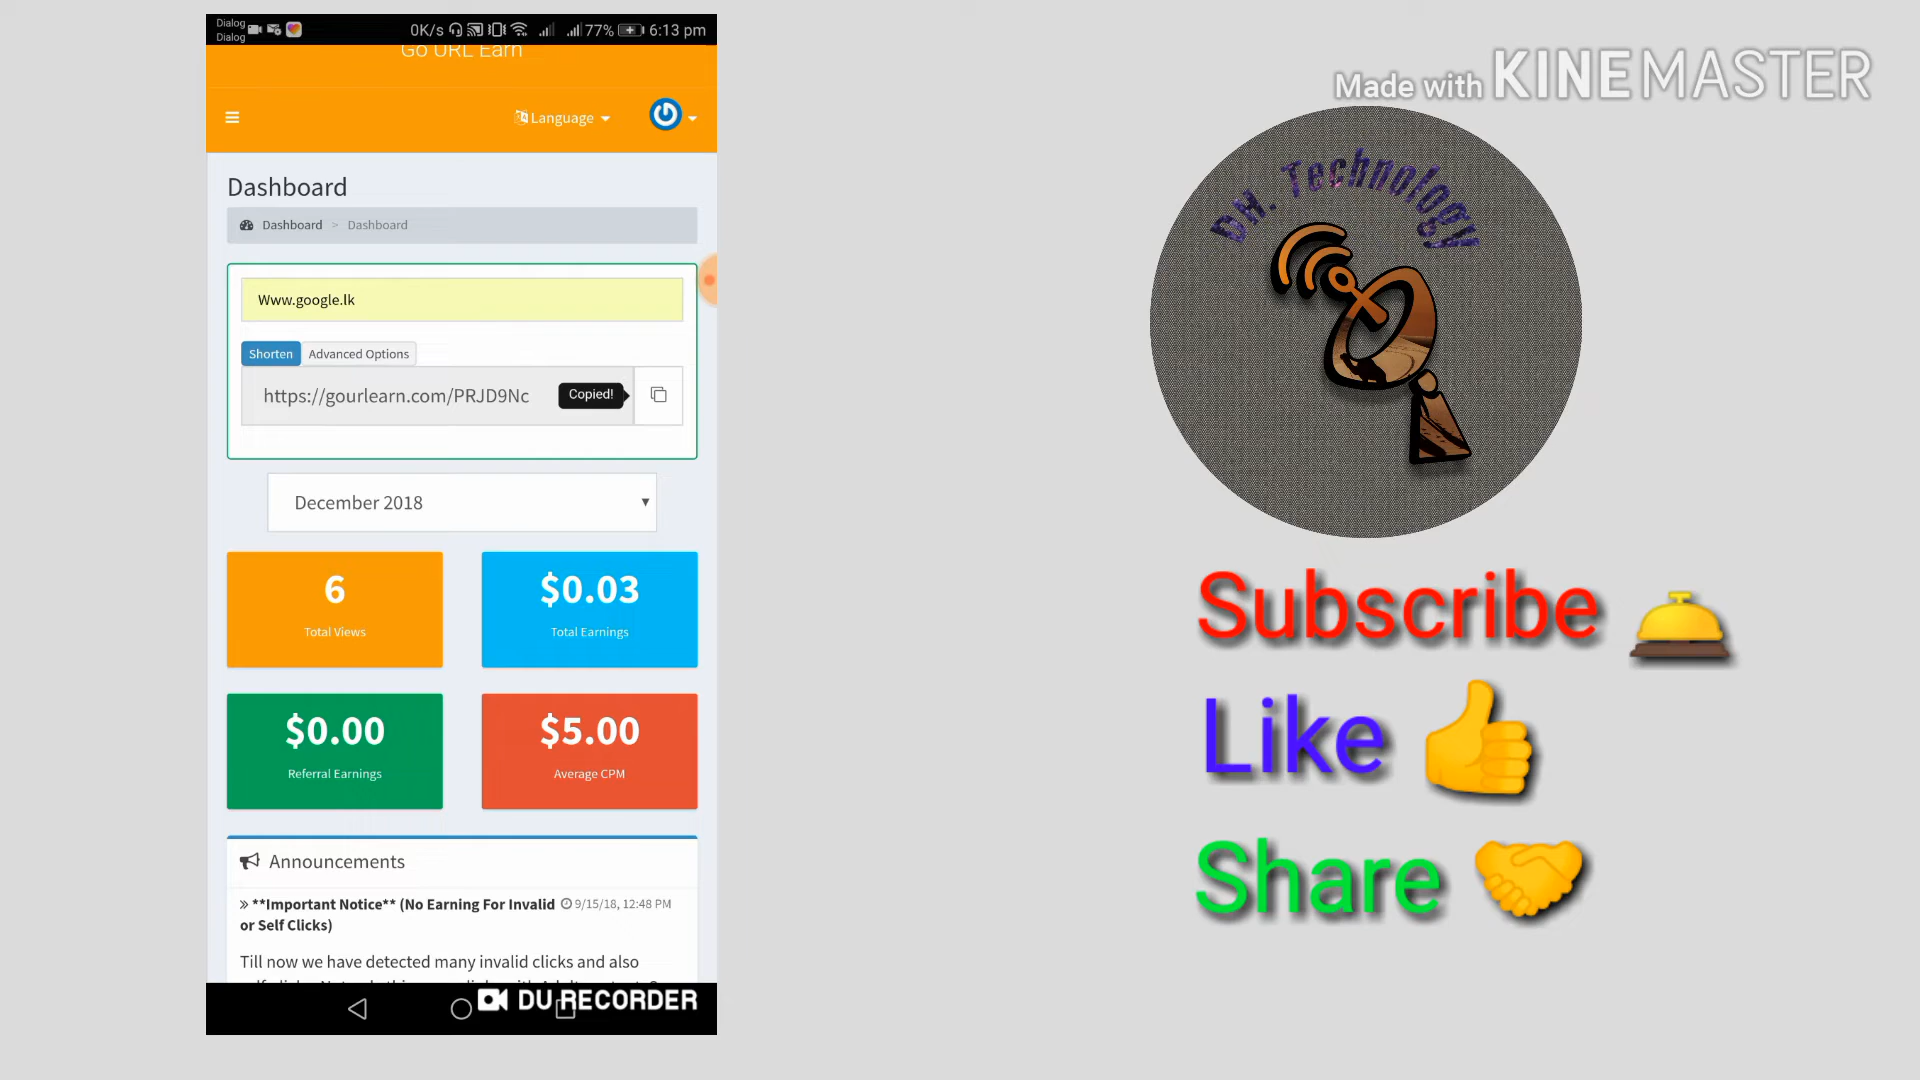 Dialog
Dialog
0K/s 77% 6:13 pm
Go URL Earn
Language
Dashboard
Dashboard > Dashboard
Www.google.lk
Shorten Advanced Options
https://gourlearn.com/PRJD9Nc Copied!
December 2018
6
Total Views
$0.03
Total Earnings
$0.00
Referral Earnings
$5.00
Average CPM
Announcements
» **Important Notice** (No Earning For Invalid 9/15/18, 12:48 PM
or Self Clicks)
Till now we have detected many invalid clicks and also
DU RECORDER
Made with KINEMASTER
DH. Technology
Subscribe
Like
Share